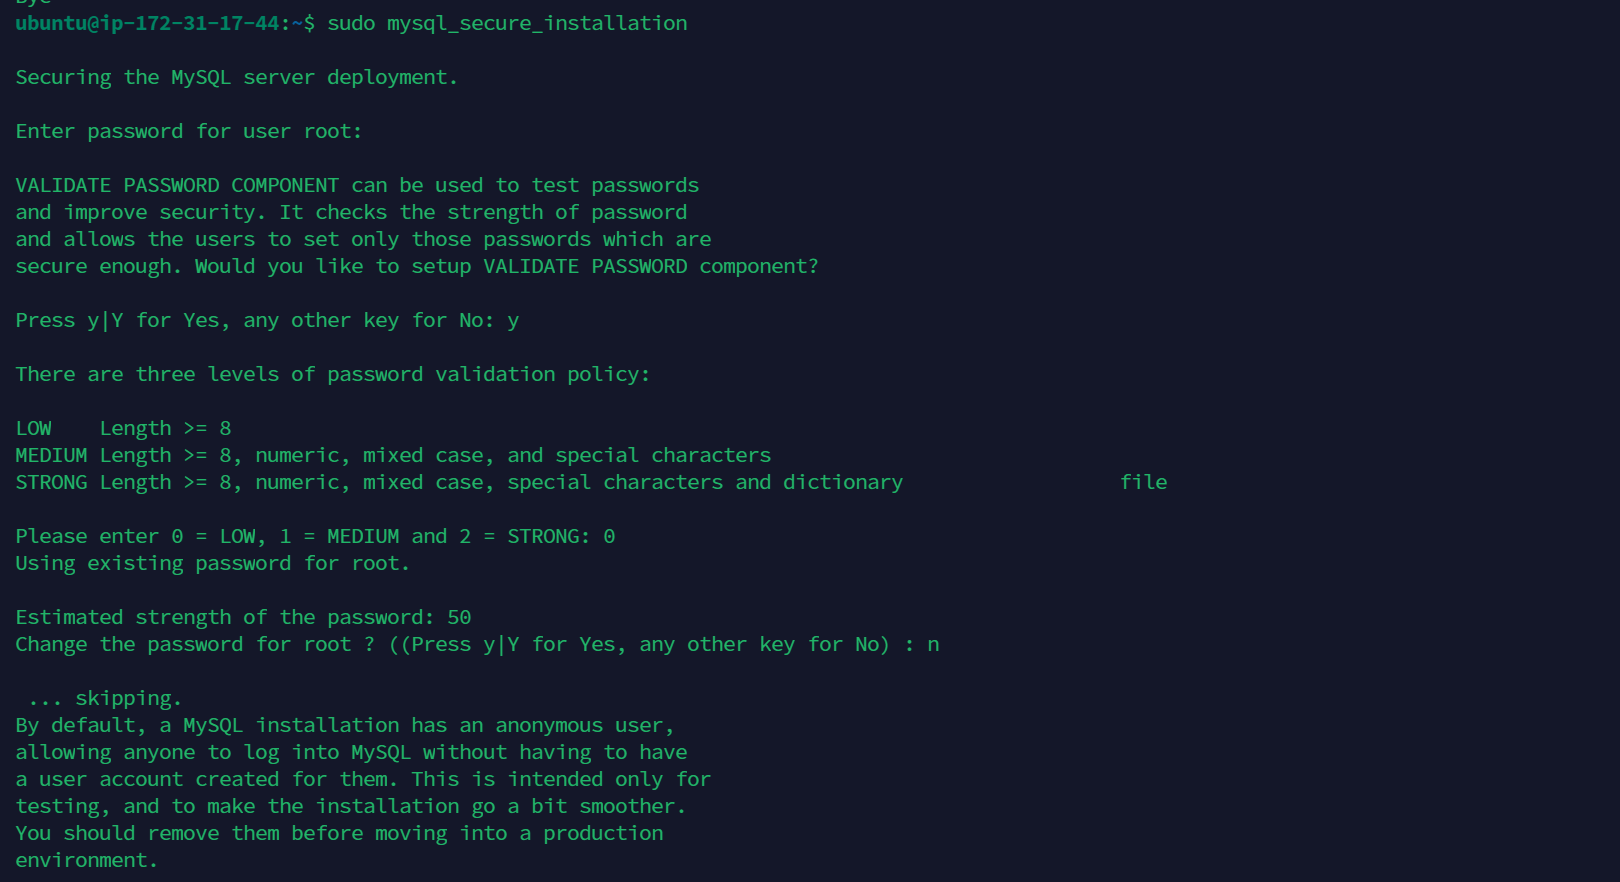 Bye
ubuntu@ip-172-31-17-44:~$ sudo mysql_secure_installation
Securing the MySQL server deployment.
Enter password for user root:
VALIDATE PASSWORD COMPONENT can be used to test passwords
and improve security. It checks the strength of password
and allows the users to set only those passwords which are
secure enough. Would you like to setup VALIDATE PASSWORD component?
Press y|Y for Yes, any other key for No: y
There are three levels of password validation policy:
LOW    Length >= 8
MEDIUM Length >= 8, numeric, mixed case, and special characters
STRONG Length >= 8, numeric, mixed case, special characters and dictionary                  file
Please enter 0 = LOW, 1 = MEDIUM and 2 = STRONG: 0
Using existing password for root.
Estimated strength of the password: 50
Change the password for root ? ((Press y|Y for Yes, any other key for No) : n
 ... skipping.
By default, a MySQL installation has an anonymous user,
allowing anyone to log into MySQL without having to have
a user account created for them. This is intended only for
testing, and to make the installation go a bit smoother.
You should remove them before moving into a production
environment.